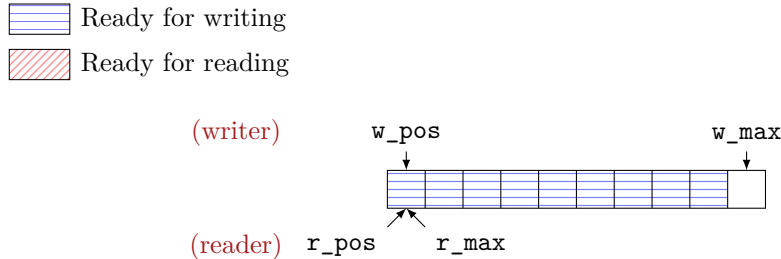 Ready for writing
Ready for reading
(writer) w_pos w_max
(reader) r_pos r_max